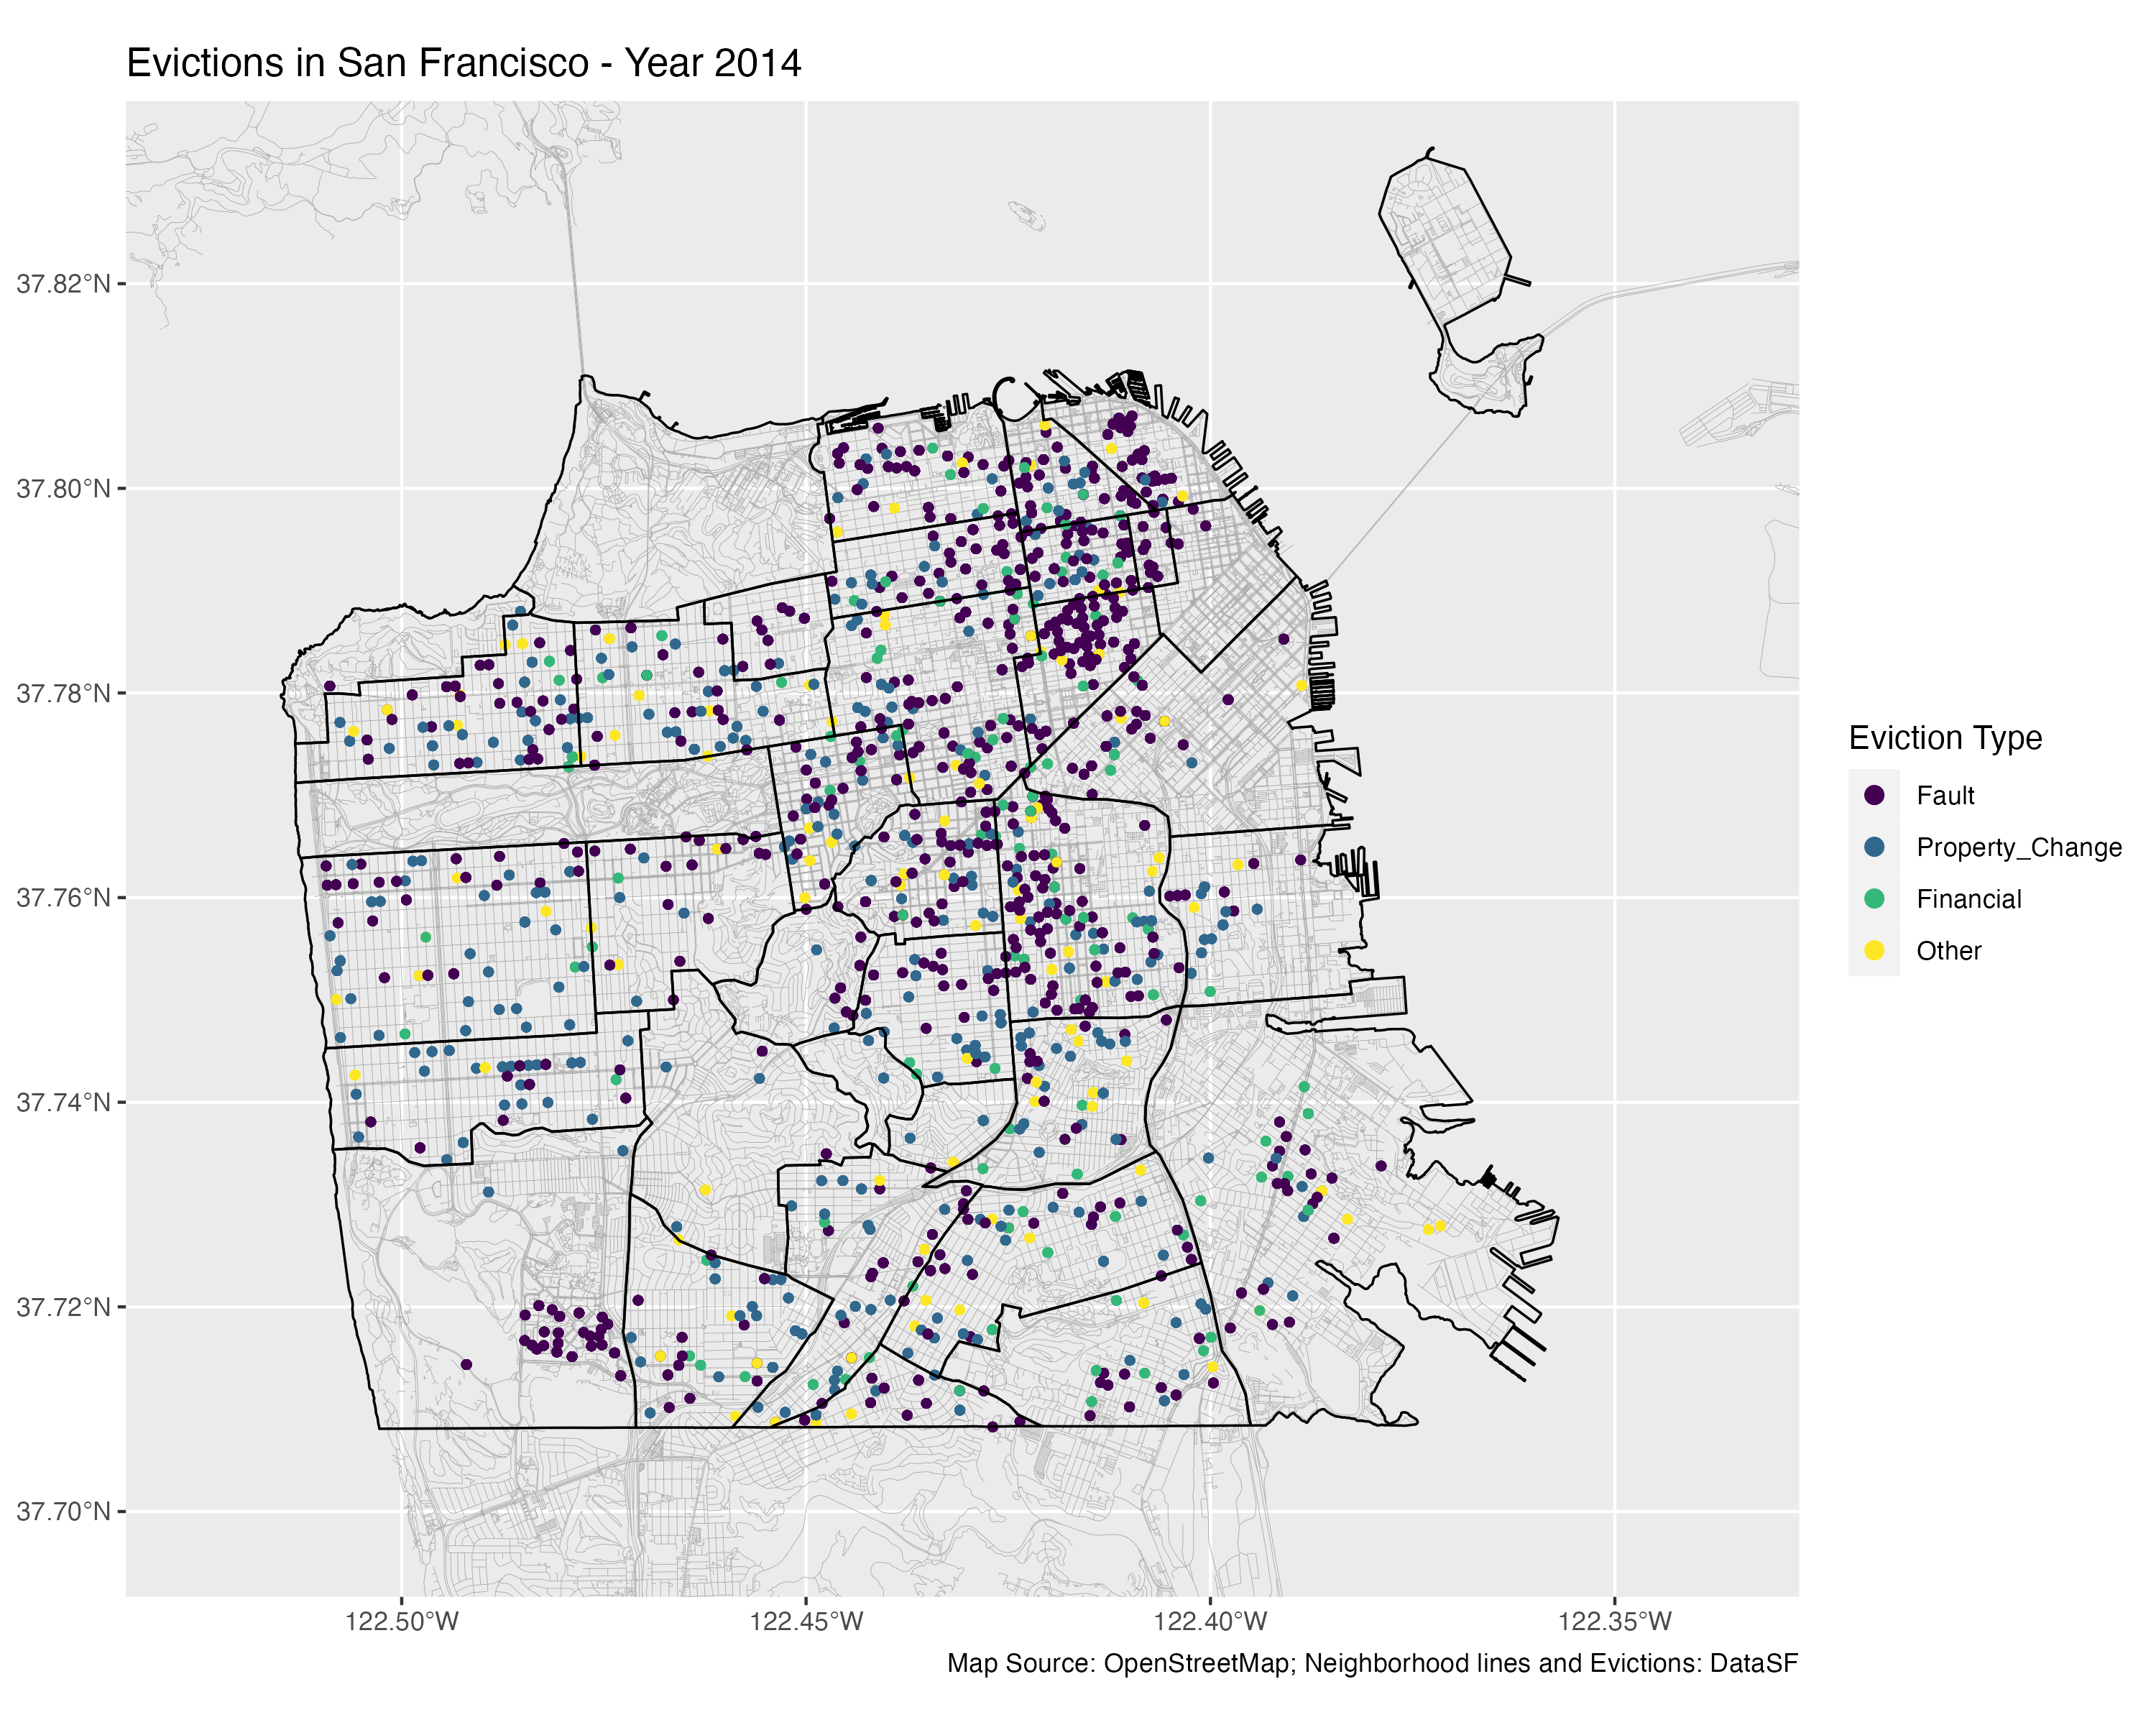 Evictions in San Francisco - Year 2014
37.82°N
37.80°N
37.78°N
37.76°N
37.74°N
37.72°N
37.70°N
122.50°W
122.45°W
122.40°W
122.35°W
Eviction Type
Fault
Property_Change
Financial
Other
Map Source: OpenStreetMap; Neighborhood lines and Evictions: DataSF